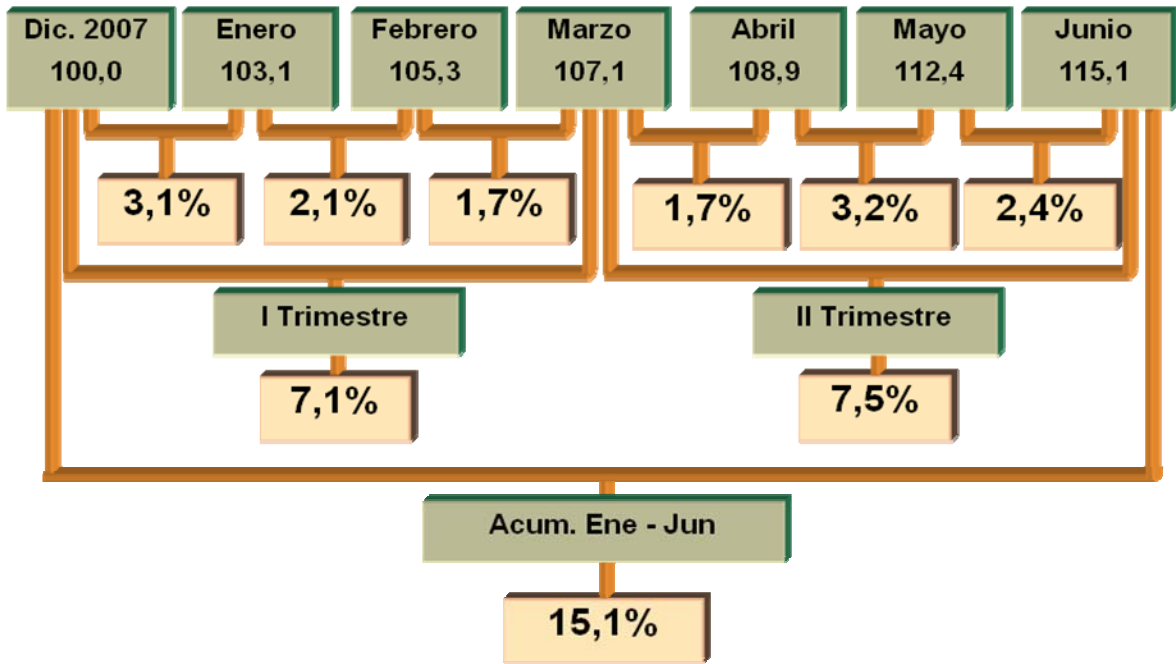 Dic. 2007
100,0
Enero
103,1
Febrero
105,3
Marzo
107,1
Abril
108,9
Mayo
112,4
Junio
115,1
3,1%
2,1%
1,7%
1,7%
3,2%
2,4%
I Trimestre
7,1%
II Trimestre
7,5%
Acum. Ene - Jun
15,1%